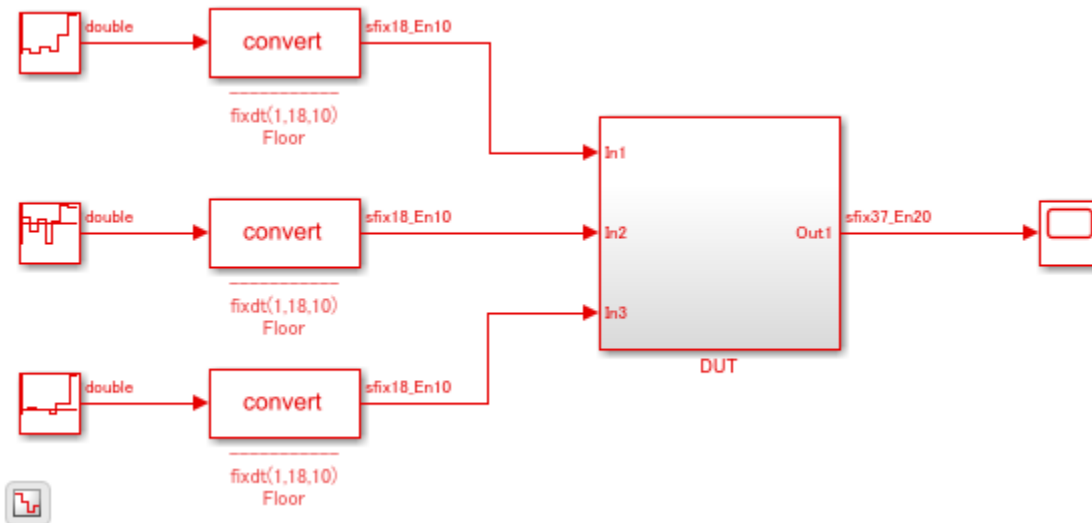 double
convert
sfix18_En10
fixdt(1,18,10)
Floor
double
convert
sfix18_En10
fixdt(1,18,10)
Floor
double
convert
sfix18_En10
fixdt(1,18,10)
Floor
In1
In2
In3
Out1
DUT
sfix37_En20